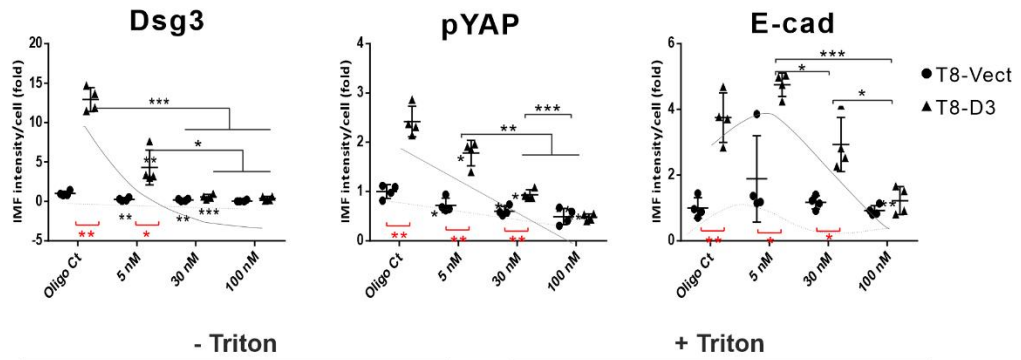 Dsg3
pYAP
E-cad
IMF intensity/cell (fold)
20
15
10
5
0
-5
***
*
**
**
**
***
**
*
Oligo Ct
5 nM
30 nM
100 nM
IMF intensity/cell (fold)
4
3
2
1
0
***
**
*
*
*
*
*
**
**
**
Oligo Ct
5 nM
30 nM
100 nM
IMF intensity/cell (fold)
6
4
2
0
***
*
*
**
**
*
*
Oligo Ct
5 nM
30 nM
100 nM
T8-Vect
T8-D3
- Triton
+ Triton